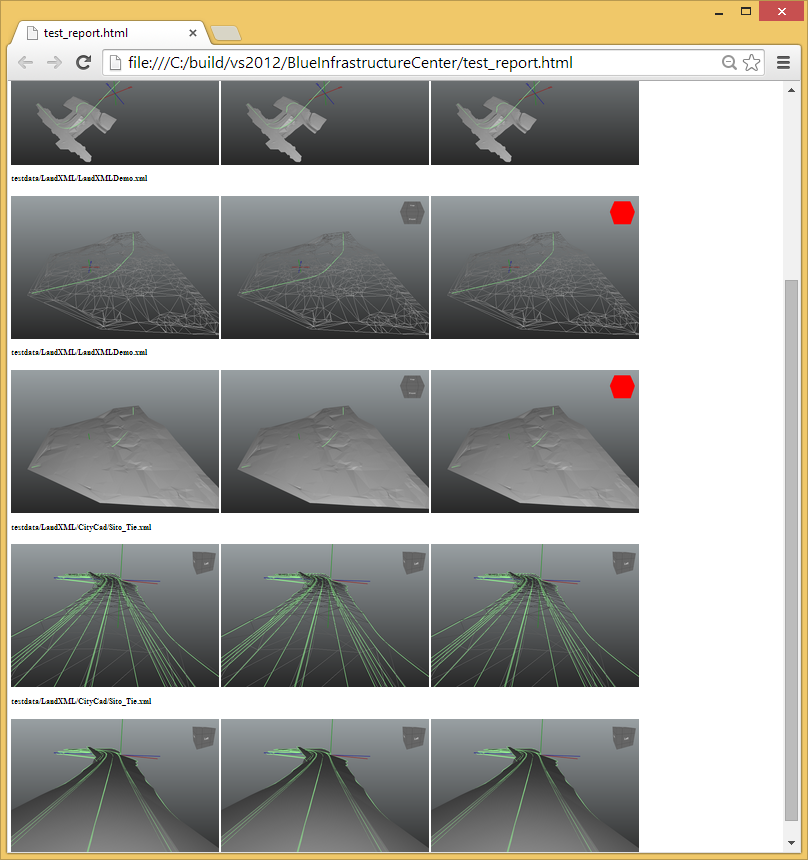 test_report.html
file:///C:/build/vs2012/BlueInfrastructureCenter/test_report.html
testdata/LandXML/LandXMLDemo.xml
testdata/LandXML/LandXMLDemo.xml
testdata/LandXML/CityCad/Sito_Tie.xml
testdata/LandXML/CityCad/Sito_Tie.xml